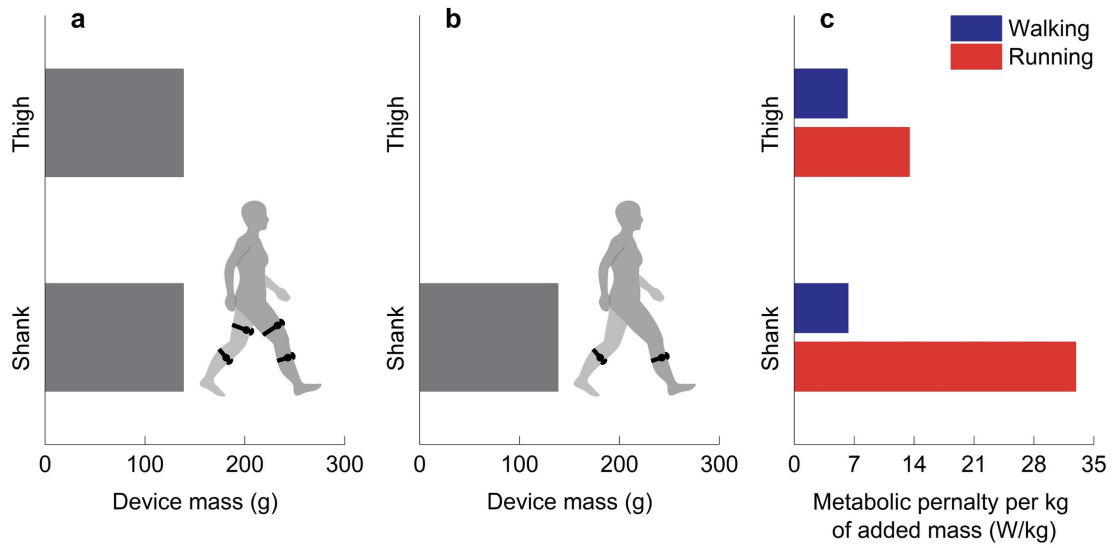 a
Thigh
Shank
0 100 200 300
Device mass (g)
b
Thigh
Shank
0 100 200 300
Device mass (g)
c
Walking
Running
Thigh
Shank
0 7 14 21 28 35
Metabolic pernalty per kg
of added mass (W/kg)